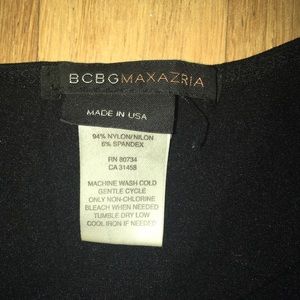 BCBGMAXAZRIA
MADE IN USA
94% NYLON/NILON
6% SPANDEX
RN 80734
CA 31458
MACHINE WASH COLD
GENTLE CYCLE
ONLY NON-CHLORINE
BLEACH WHEN NEEDED
TUMBLE DRY LOW
COOL IRON IF NEEDED